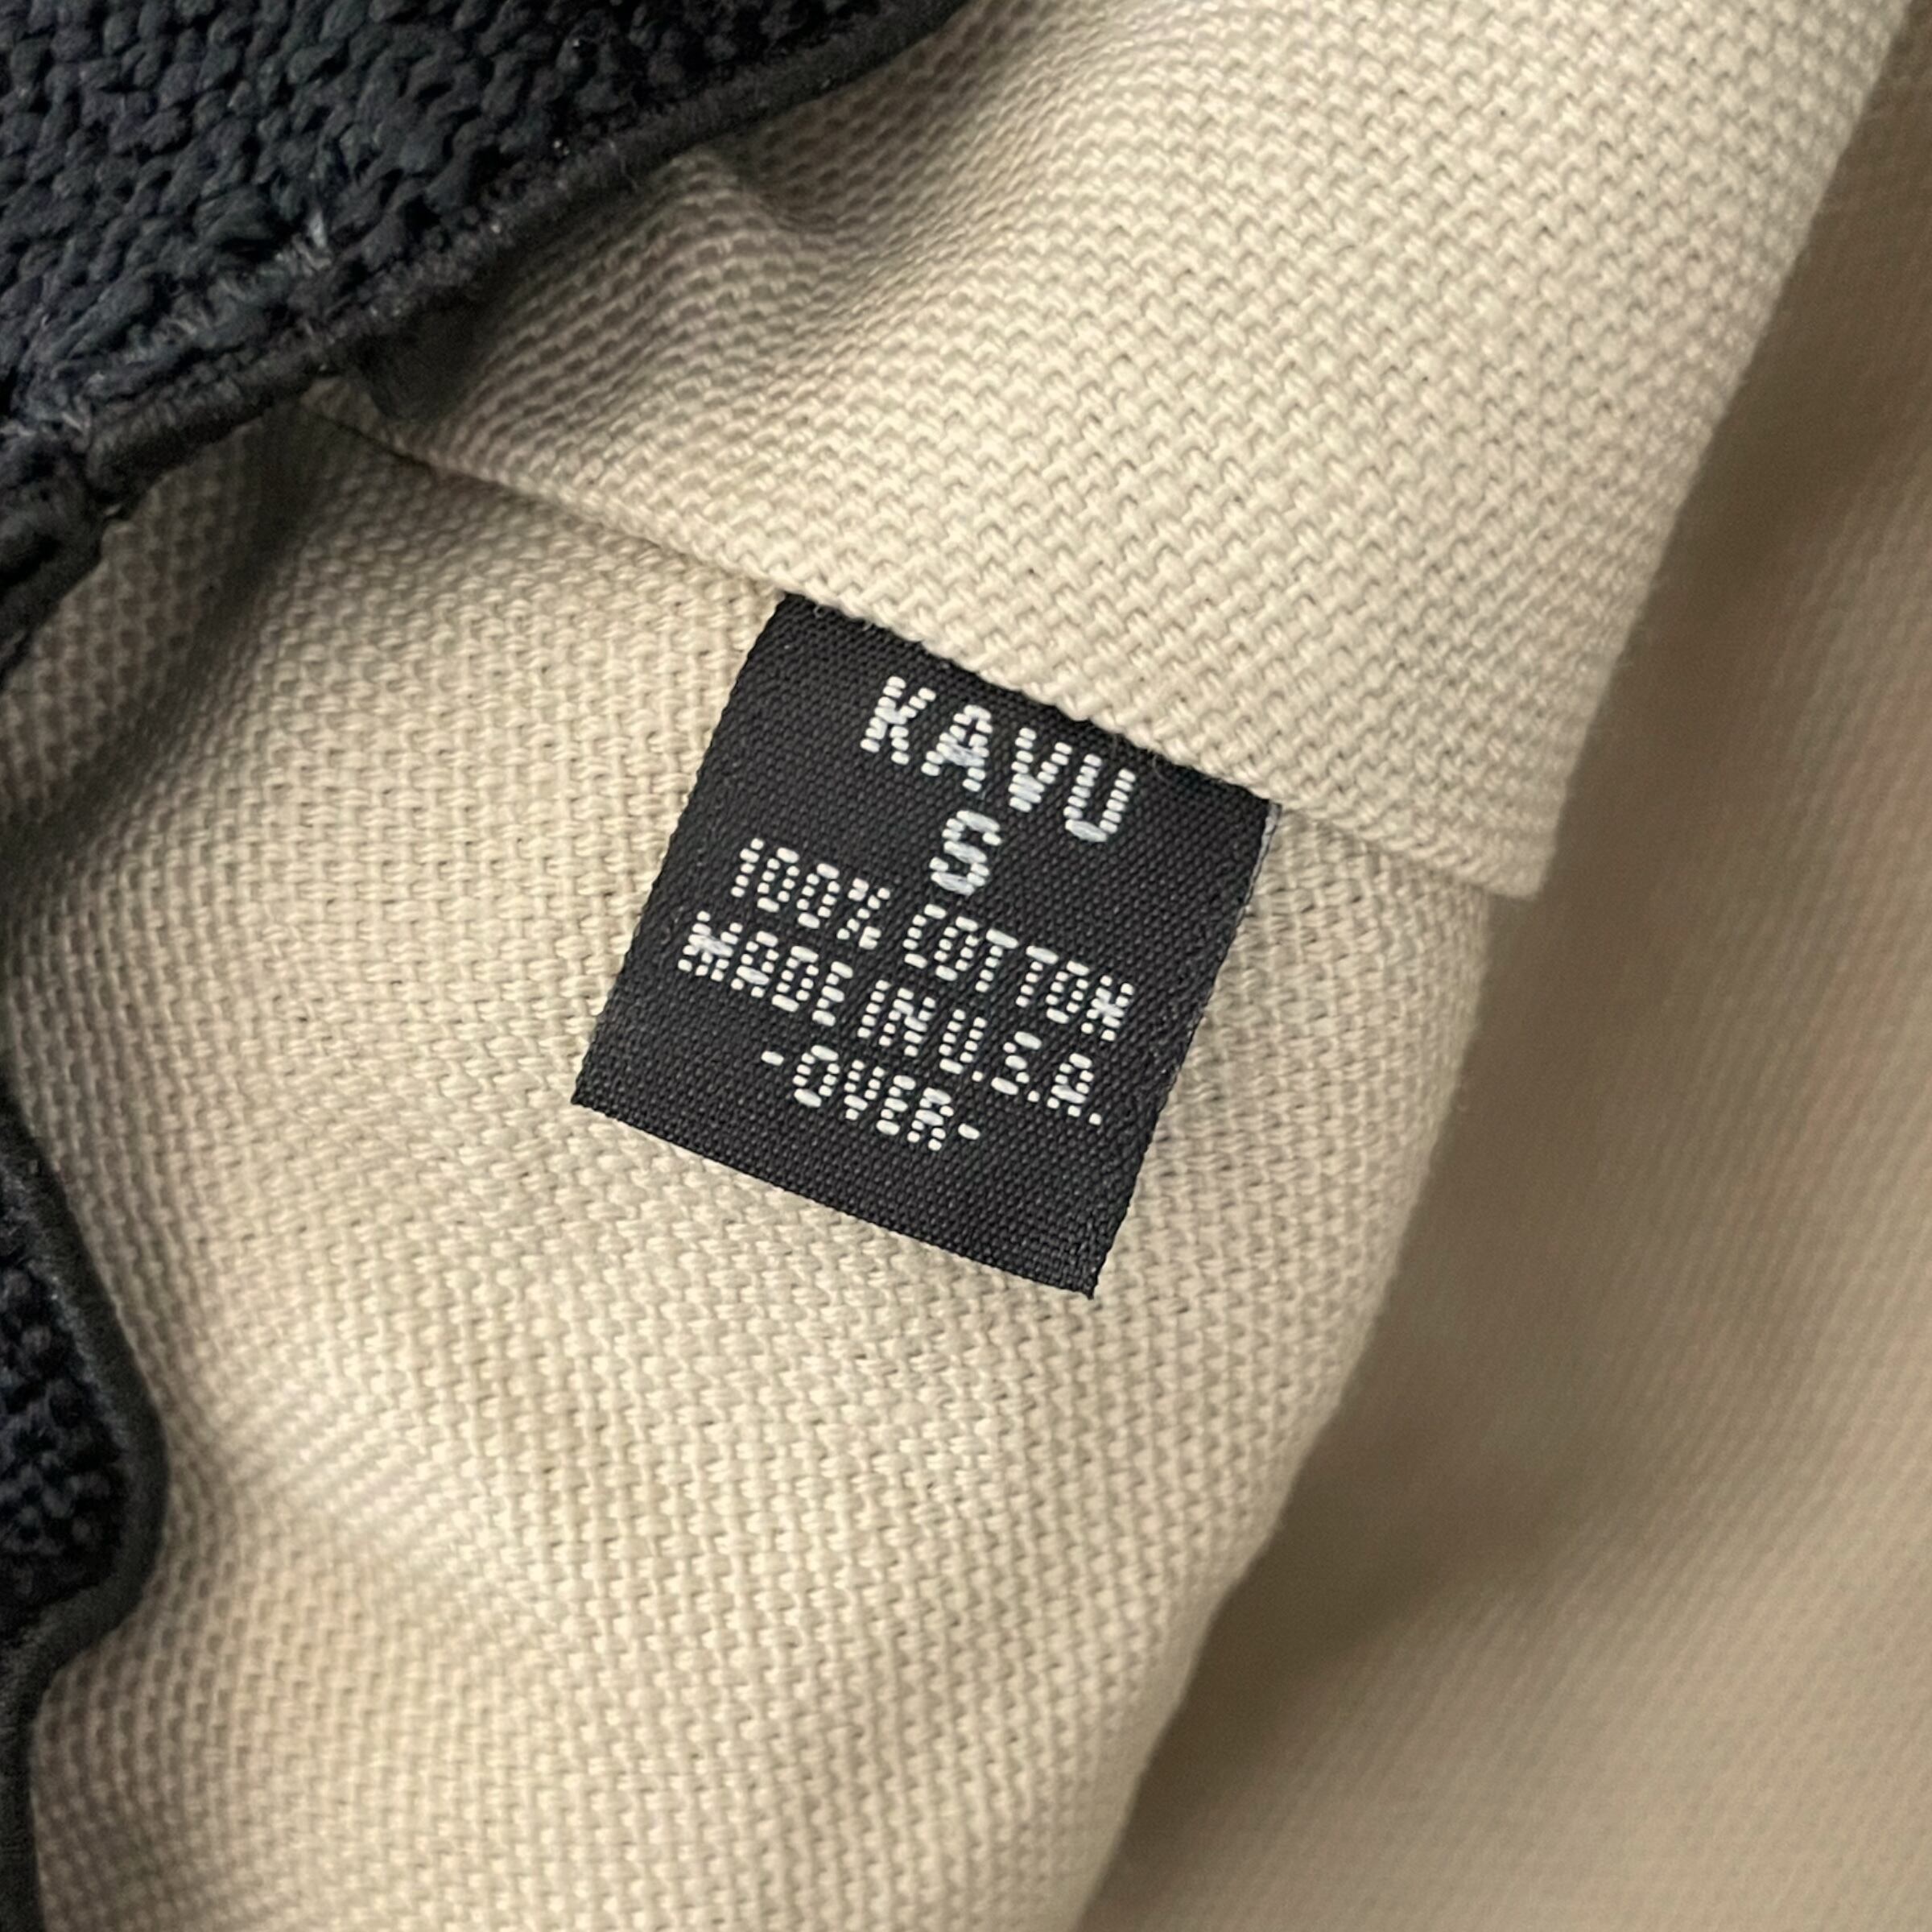 KAVU
S
100% COTTON
MADE IN U.S.A.
-OVER-